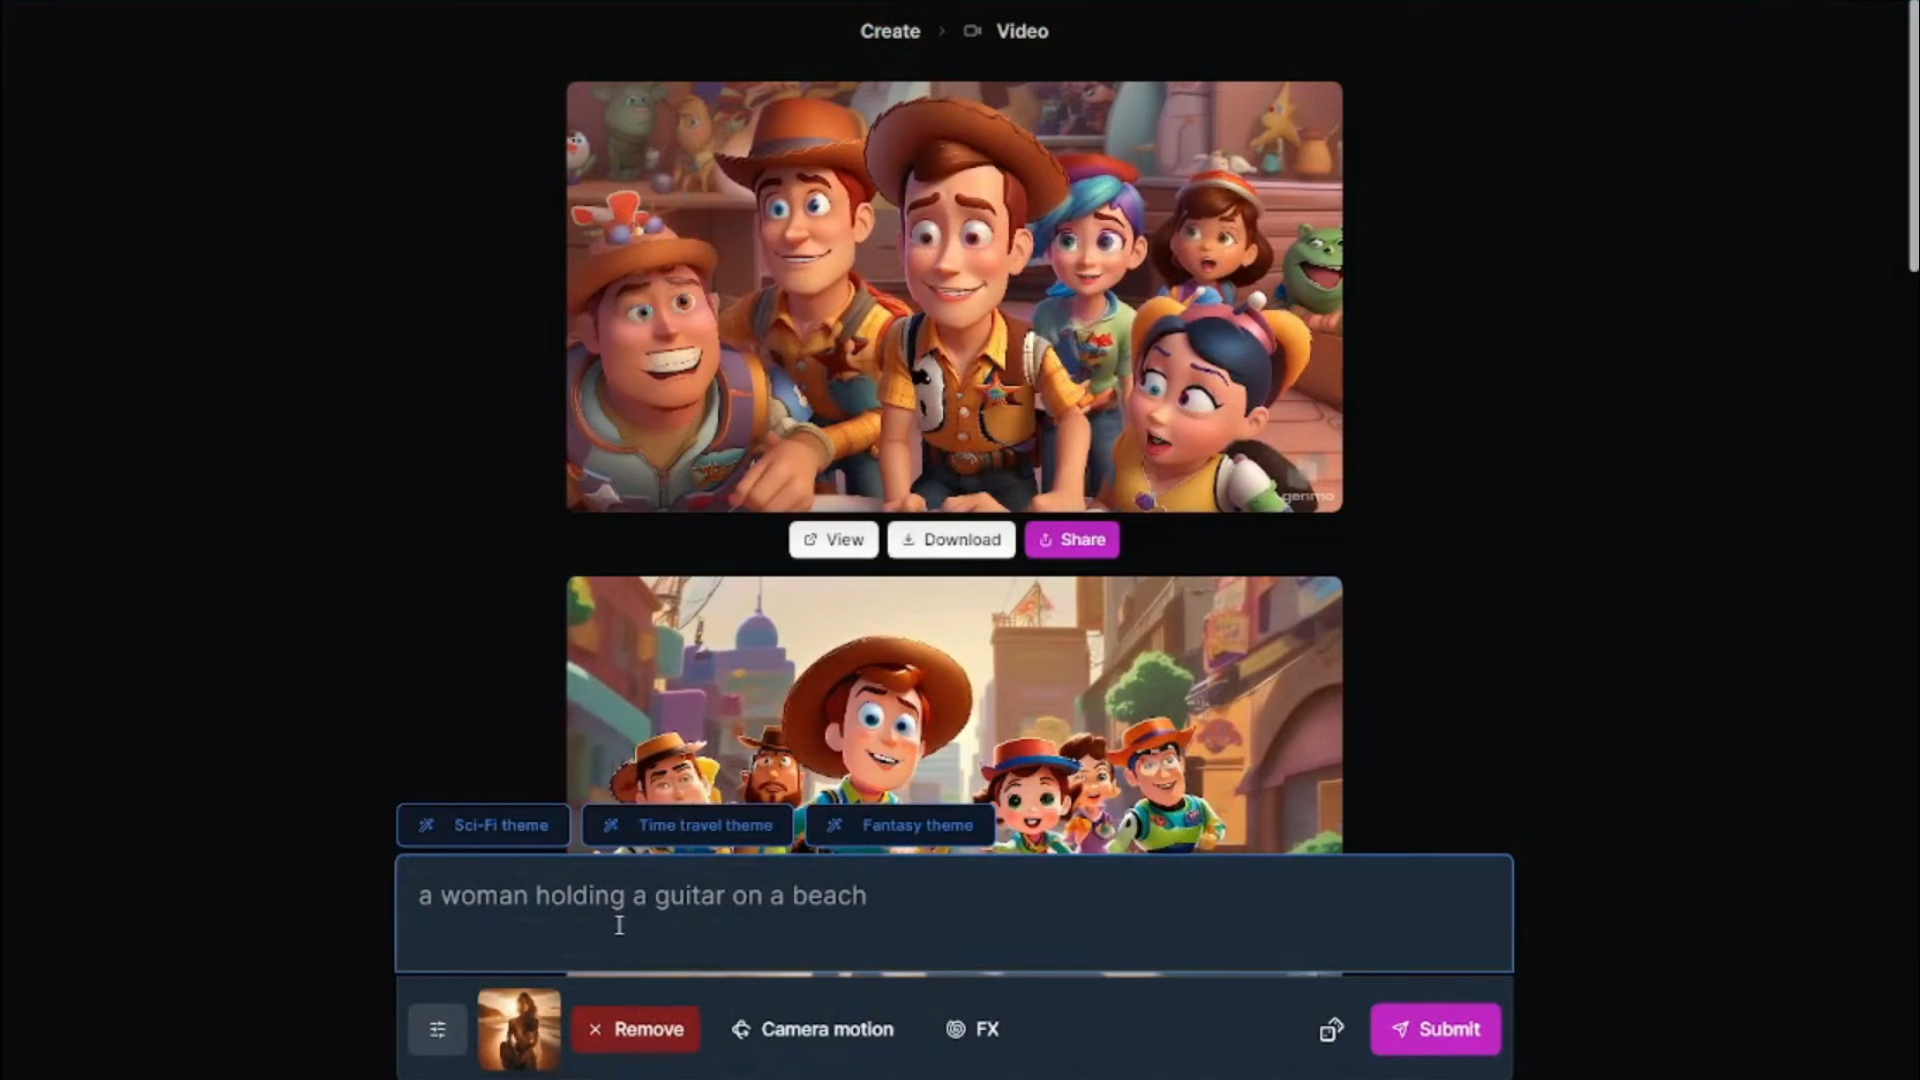 Create > Video
genmo
View Download Share
Sci-Fi theme Time travel theme Fantasy theme
a woman holding a guitar on a beach
Remove Camera motion FX Submit